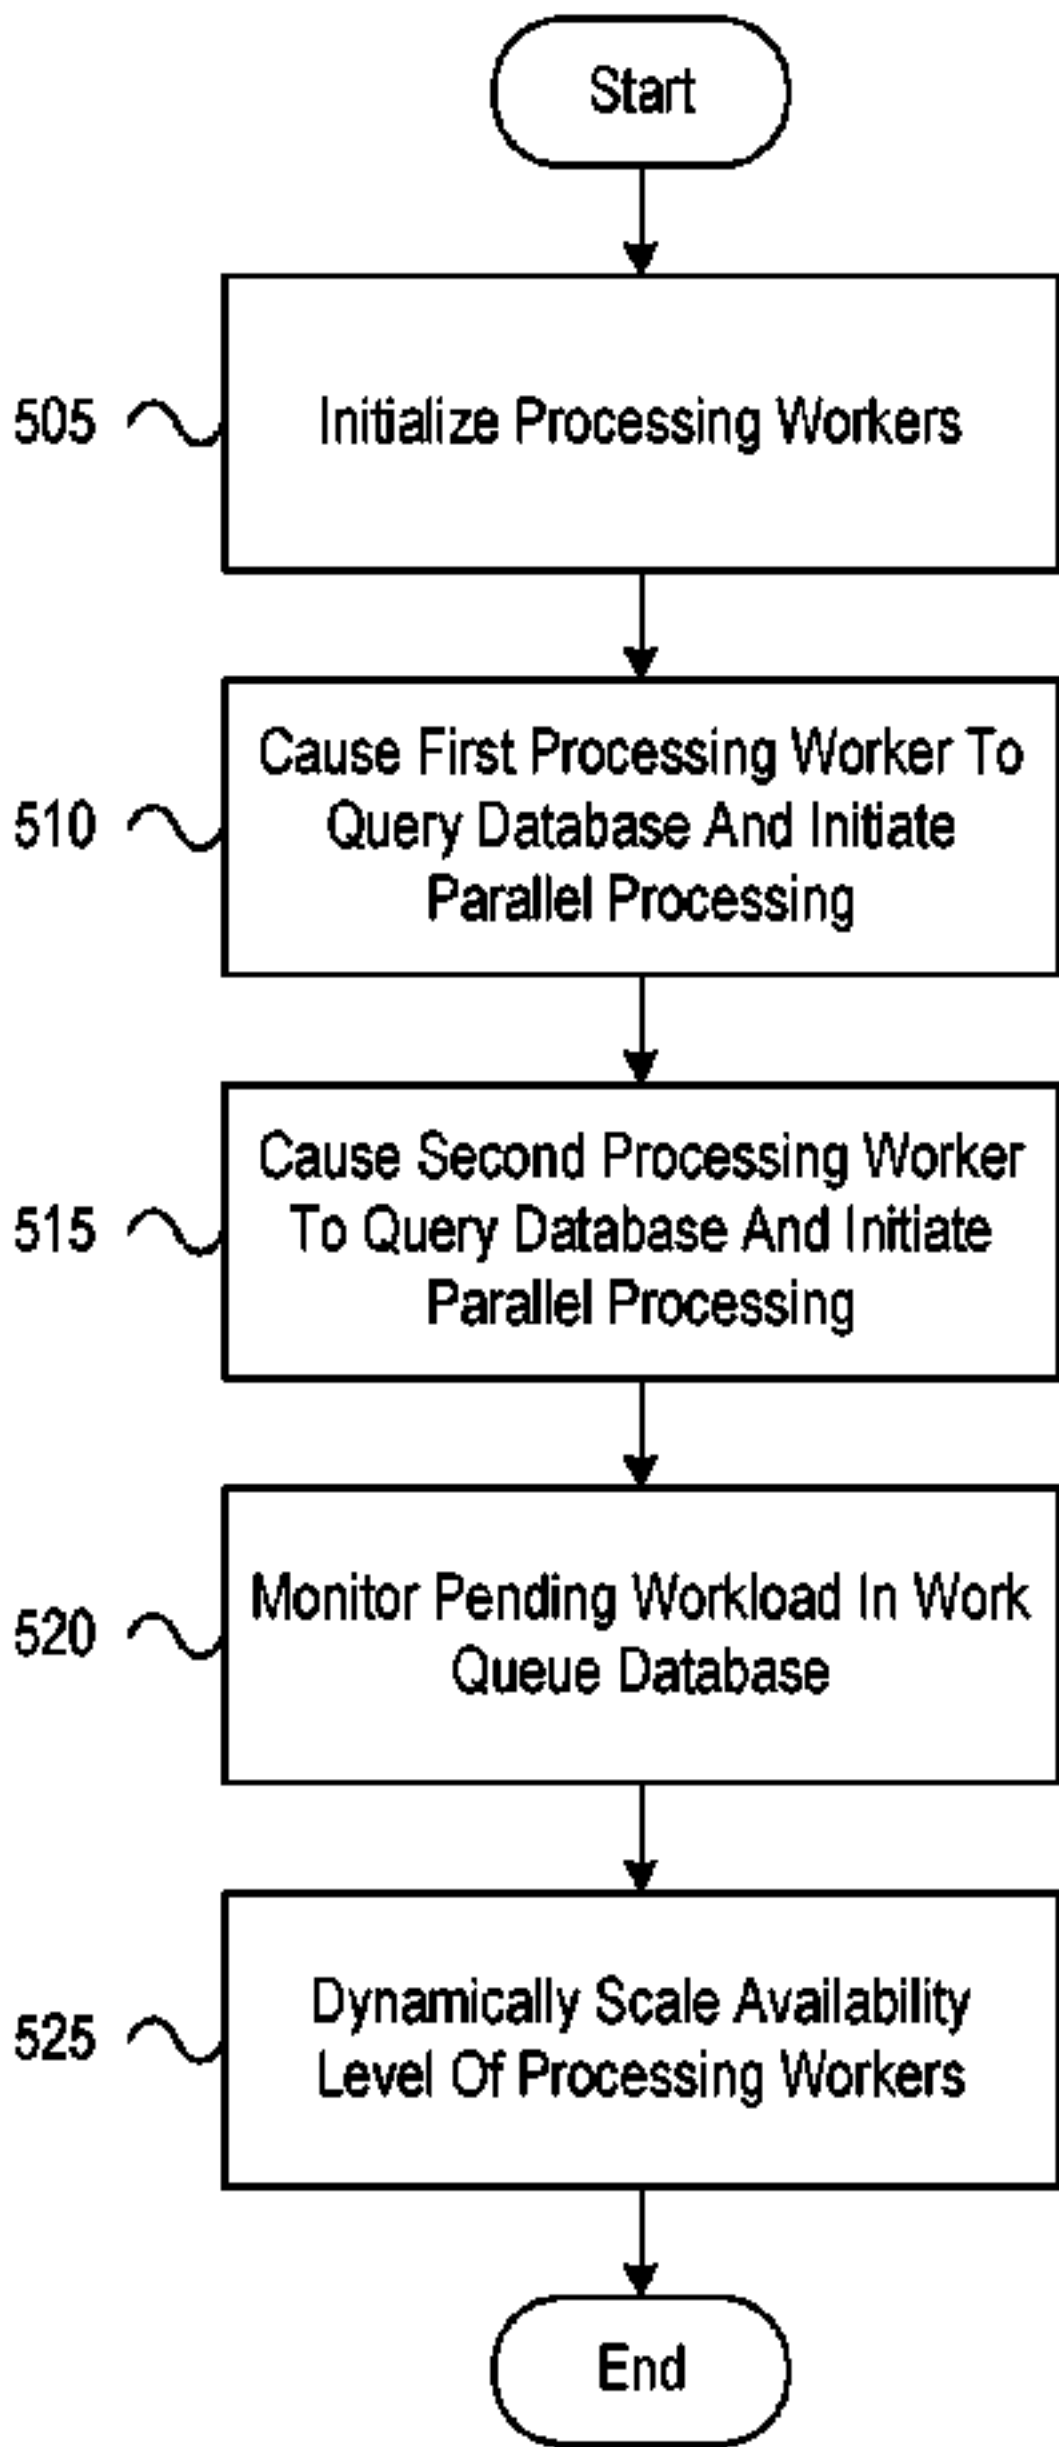 Start
505
Initialize Processing Workers
510
Cause First Processing Worker To
Query Database And Initiate
Parallel Processing
515
Cause Second Processing Worker
To Query Database And Initiate
Parallel Processing
520
Monitor Pending Workload In Work
Queue Database
525
Dynamically Scale Availability
Level Of Processing Workers
End